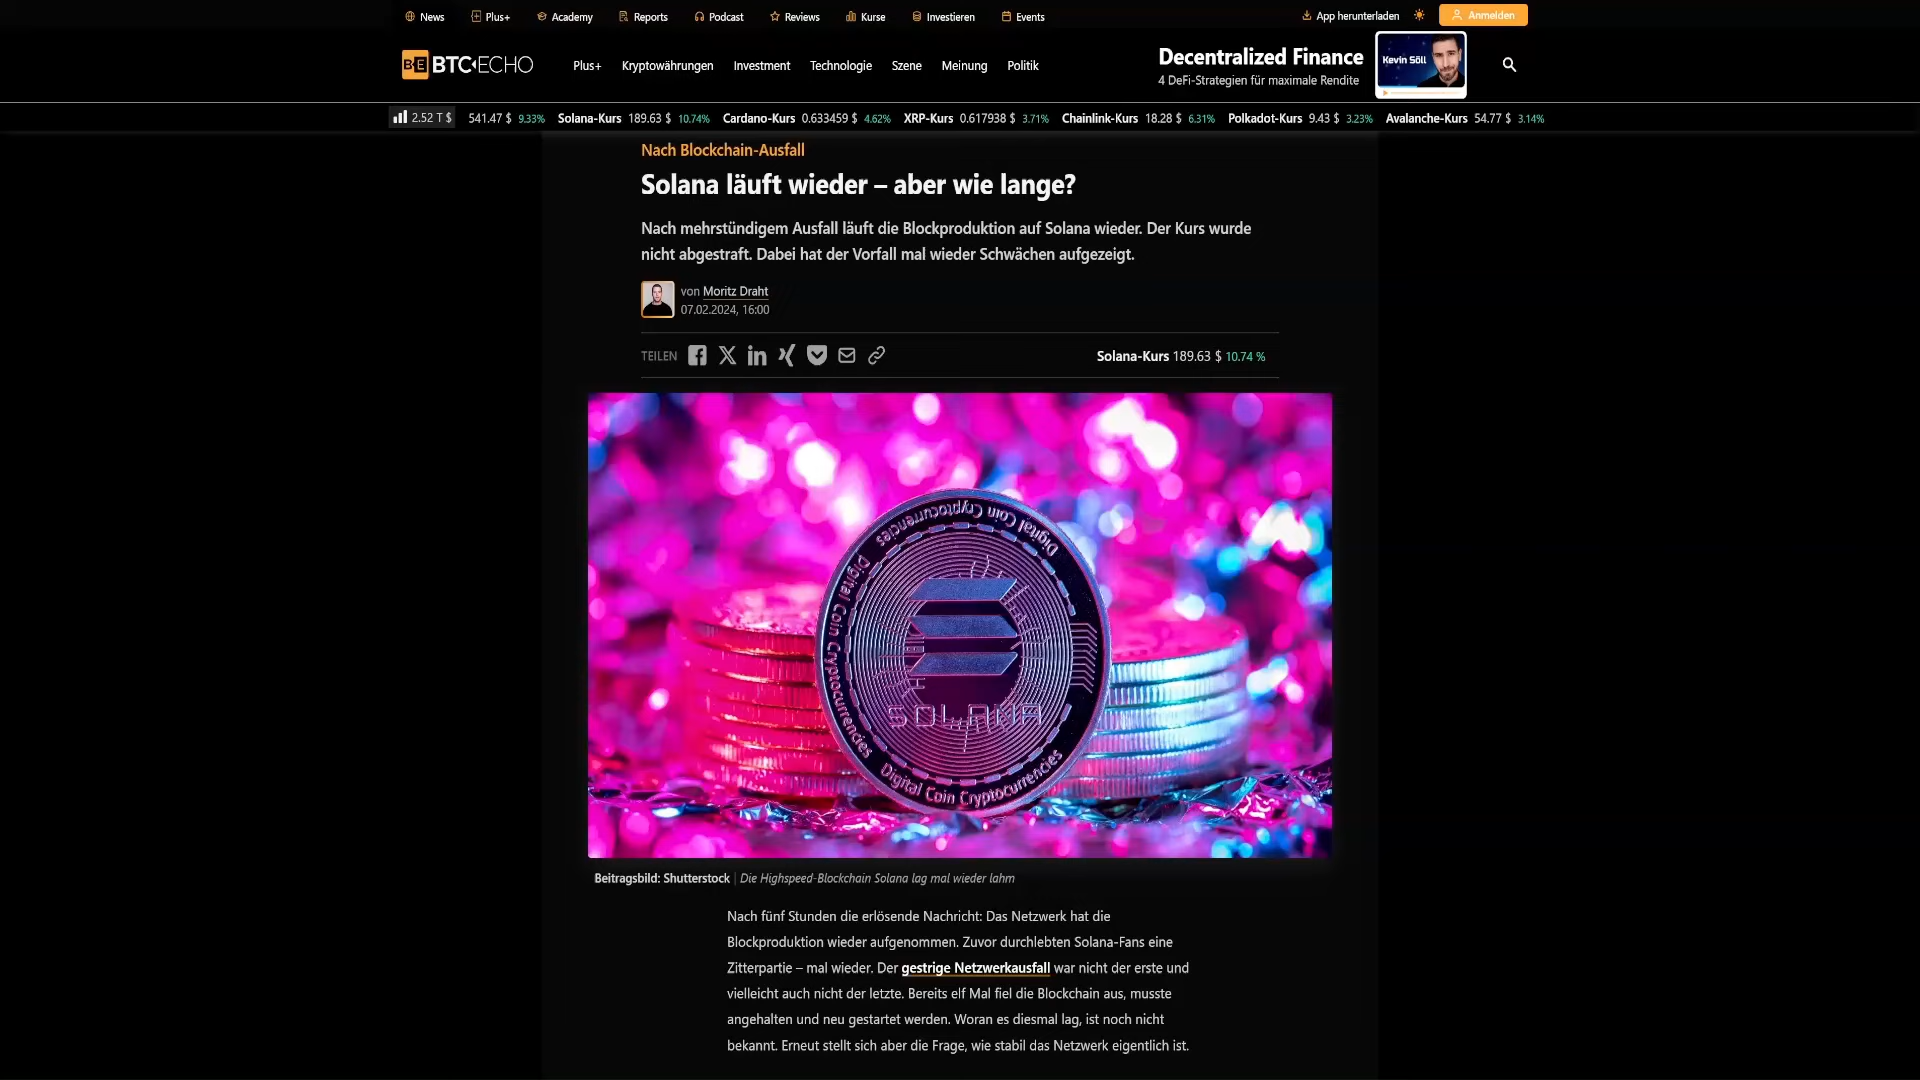 News Plus+ Academy Reports Podcast Reviews Kurse Investieren Events App herunterladen Anmelden
BE BTC ECHO Plus+ Kryptowährungen Investment Technologie Szene Meinung Politik
Decentralized Finance
4 DeFi-Strategien für maximale Rendite
Kevin Söll
2.52 T $ 541.47 $ 9.33% Solana-Kurs 189.63 $ 10.74% Cardano-Kurs 0.633459 $ 4.62% XRP-Kurs 0.617938 $ 3.71% Chainlink-Kurs 18.28 $ 6.31% Polkadot-Kurs 9.43 $ 3.23% Avalanche-Kurs 54.77 $ 3.14%
Nach Blockchain-Ausfall
Solana läuft wieder – aber wie lange?
Nach mehrstündigem Ausfall läuft die Blockproduktion auf Solana wieder. Der Kurs wurde
nicht abgestraft. Dabei hat der Vorfall mal wieder Schwächen aufgezeigt.
von Moritz Draht
07.02.2024, 16:00
TEILEN
Solana-Kurs 189.63 $ 10.74 %
Digital Coin Cryptocurrencies
Digital Coin Cryptocurrencies
SOLANA
Digital Coin Cryptocurrencies
Beitragsbild: Shutterstock | Die Highspeed-Blockchain Solana lag mal wieder lahm
Nach fünf Stunden die erlösende Nachricht: Das Netzwerk hat die
Blockproduktion wieder aufgenommen. Zuvor durchlebten Solana-Fans eine
Zitterpartie – mal wieder. Der gestrige Netzwerkausfall war nicht der erste und
vielleicht auch nicht der letzte. Bereits elf Mal fiel die Blockchain aus, musste
angehalten und neu gestartet werden. Woran es diesmal lag, ist noch nicht
bekannt. Erneut stellt sich aber die Frage, wie stabil das Netzwerk eigentlich ist.